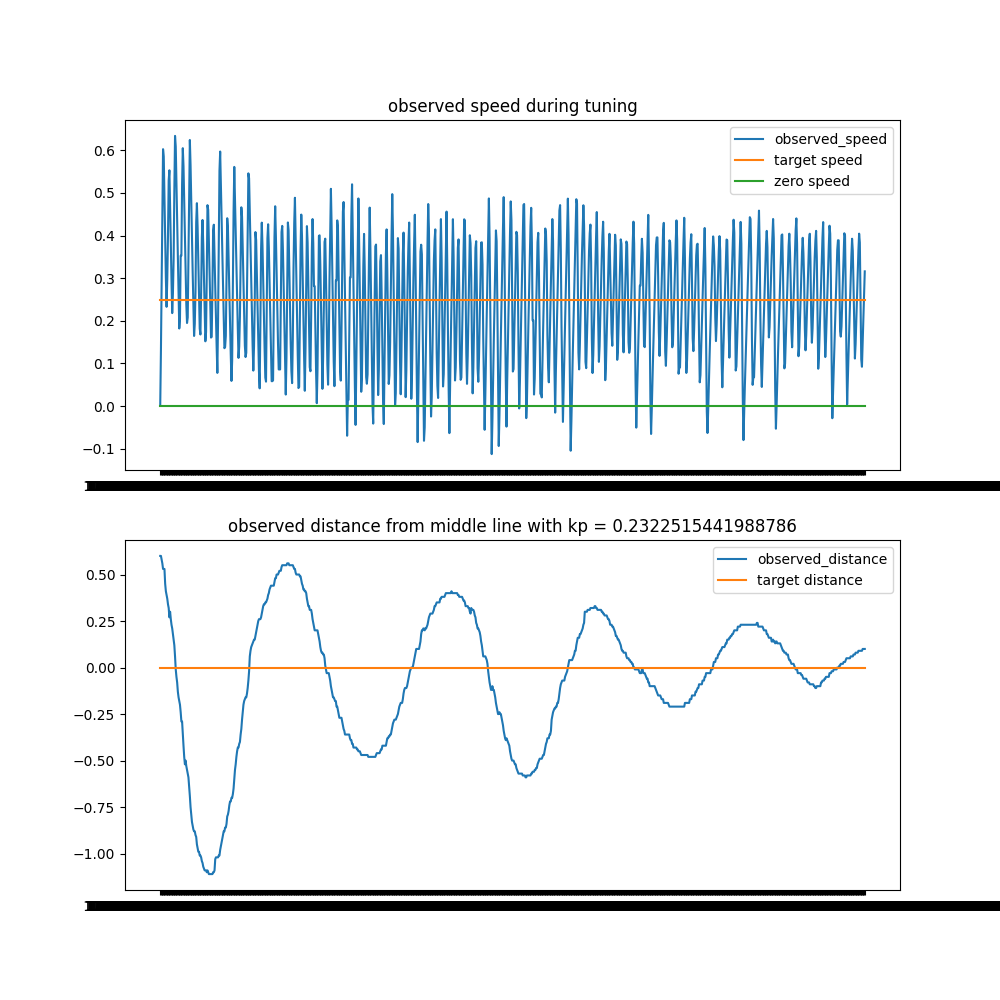 observed speed during tuning
observed_speed
target speed
zero speed
0.6
0.5
0.4
0.3
0.2
0.1
0.0
−0.1
observed distance from middle line with kp = 0.2322515441988786
observed_distance
target distance
0.50
0.25
0.00
−0.25
−0.50
−0.75
−1.00